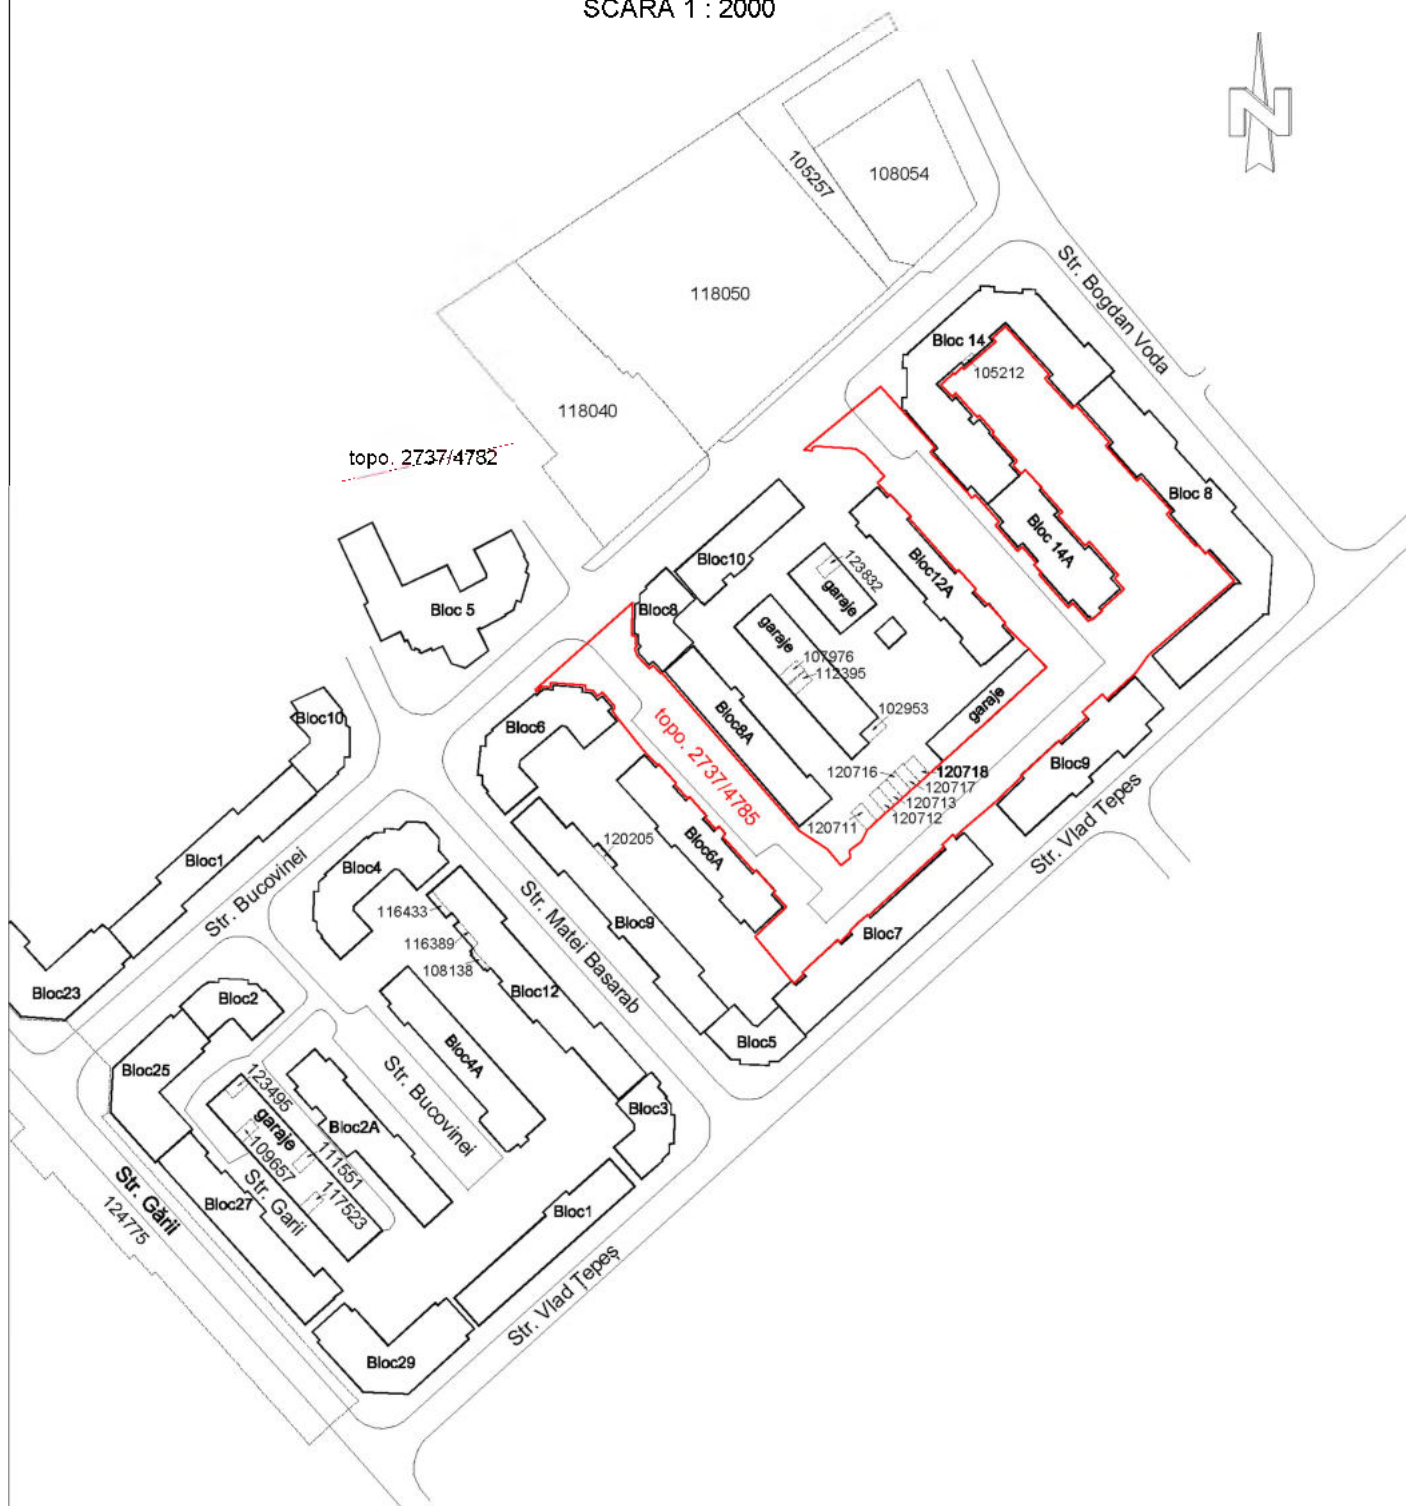 SCARA 1 : 2000
N
105257
108054
118050
Str. Bogdan Voda
Bloc 14
105212
118040
topo. 2737/4782
Bloc 8
Bloc 14A
Bloc10
123832
Bloc12A
garaje
Bloc 5
Bloc8
garaje
107976
112395
garaje
102953
Bloc10
Bloc6
Bloc8A
topo. 2737/4785
120716
120718
120717
120713
120712
120711
Bloc9
Str. Vlad Tepes
Bloc1
Str. Bucovinei
Bloc4
120205
Bloc6A
116433
116389
108138
Str. Matei Basarab
Bloc9
Bloc7
Bloc12
Bloc23
Bloc2
Bloc5
Bloc25
Bloc4A
Str. Bucovinei
123495
garaje
109657
Bloc2A
111551
117523
Bloc3
Str. Gării
124775
Bloc27
Str. Garii
Bloc1
Str. Vlad Tepeș
Bloc29